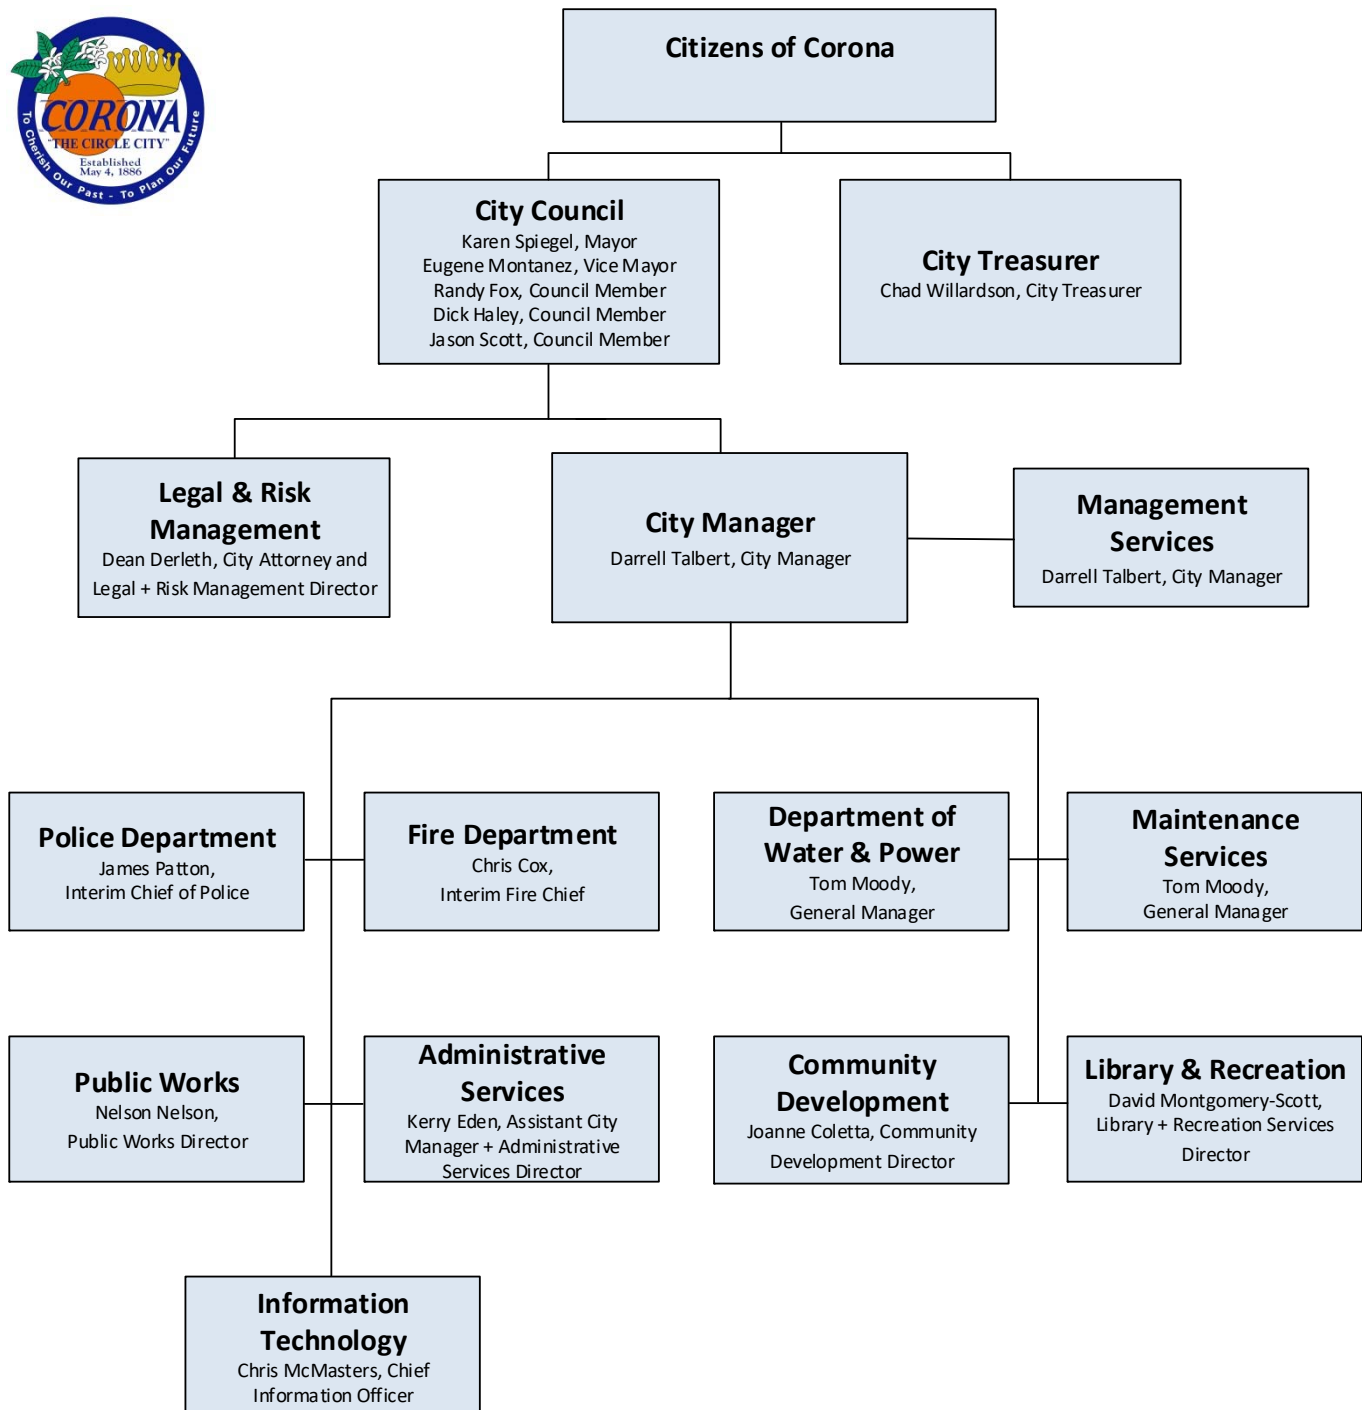 CORONA
"THE CIRCLE CITY"
Established
May 4, 1886
To Cherish Our Past - To Plan Our Future
Citizens of Corona
City Council
Karen Spiegel, Mayor
Eugene Montanez, Vice Mayor
Randy Fox, Council Member
Dick Haley, Council Member
Jason Scott, Council Member
City Treasurer
Chad Willardson, City Treasurer
Legal & Risk
Management
Dean Derleth, City Attorney and
Legal + Risk Management Director
City Manager
Darrell Talbert, City Manager
Management
Services
Darrell Talbert, City Manager
Police Department
James Patton,
Interim Chief of Police
Fire Department
Chris Cox,
Interim Fire Chief
Department of
Water & Power
Tom Moody,
General Manager
Maintenance
Services
Tom Moody,
General Manager
Public Works
Nelson Nelson,
Public Works Director
Administrative
Services
Kerry Eden, Assistant City
Manager + Administrative
Services Director
Community
Development
Joanne Coletta, Community
Development Director
Library & Recreation
David Montgomery-Scott,
Library + Recreation Services
Director
Information
Technology
Chris McMasters, Chief
Information Officer